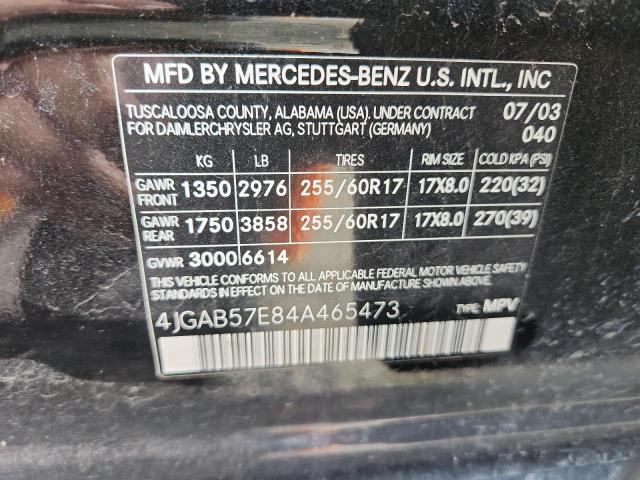 MFD BY MERCEDES-BENZ U.S. INTL., INC
TUSCALOOSA COUNTY, ALABAMA (USA). UNDER CONTRACT 07/03
FOR DAIMLERCHRYSLER AG, STUTTGART (GERMANY) 040
KG LB TIRES RIM SIZE COLD KPA (PSI)
GAWR FRONT 1350 2976 255/60R17 17X8.0 220(32)
GAWR REAR 1750 3858 255/60R17 17X8.0 270(39)
GVWR 3000 6614
THIS VEHICLE CONFORMS TO ALL APPLICABLE FEDERAL MOTOR VEHICLE SAFETY
STANDARDS IN EFFECT ON THE DATE OF MANUFACTURE SHOWN ABOVE.
4JGAB57E84A465473 TYPE: MPV